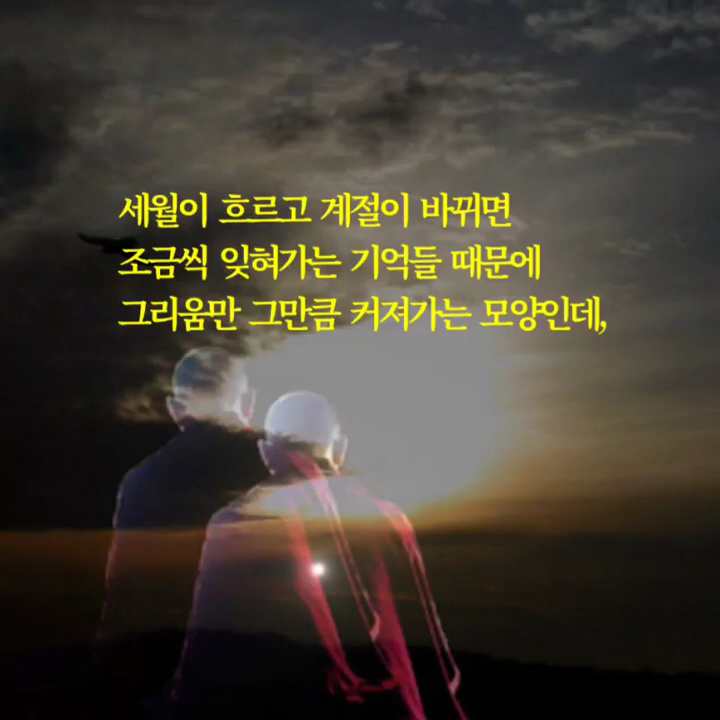 세월이 흐르고 계절이 바뀌면
조금씩 잊혀가는 기억들 때문에
그리움만 그만큼 커져가는 모양인데,